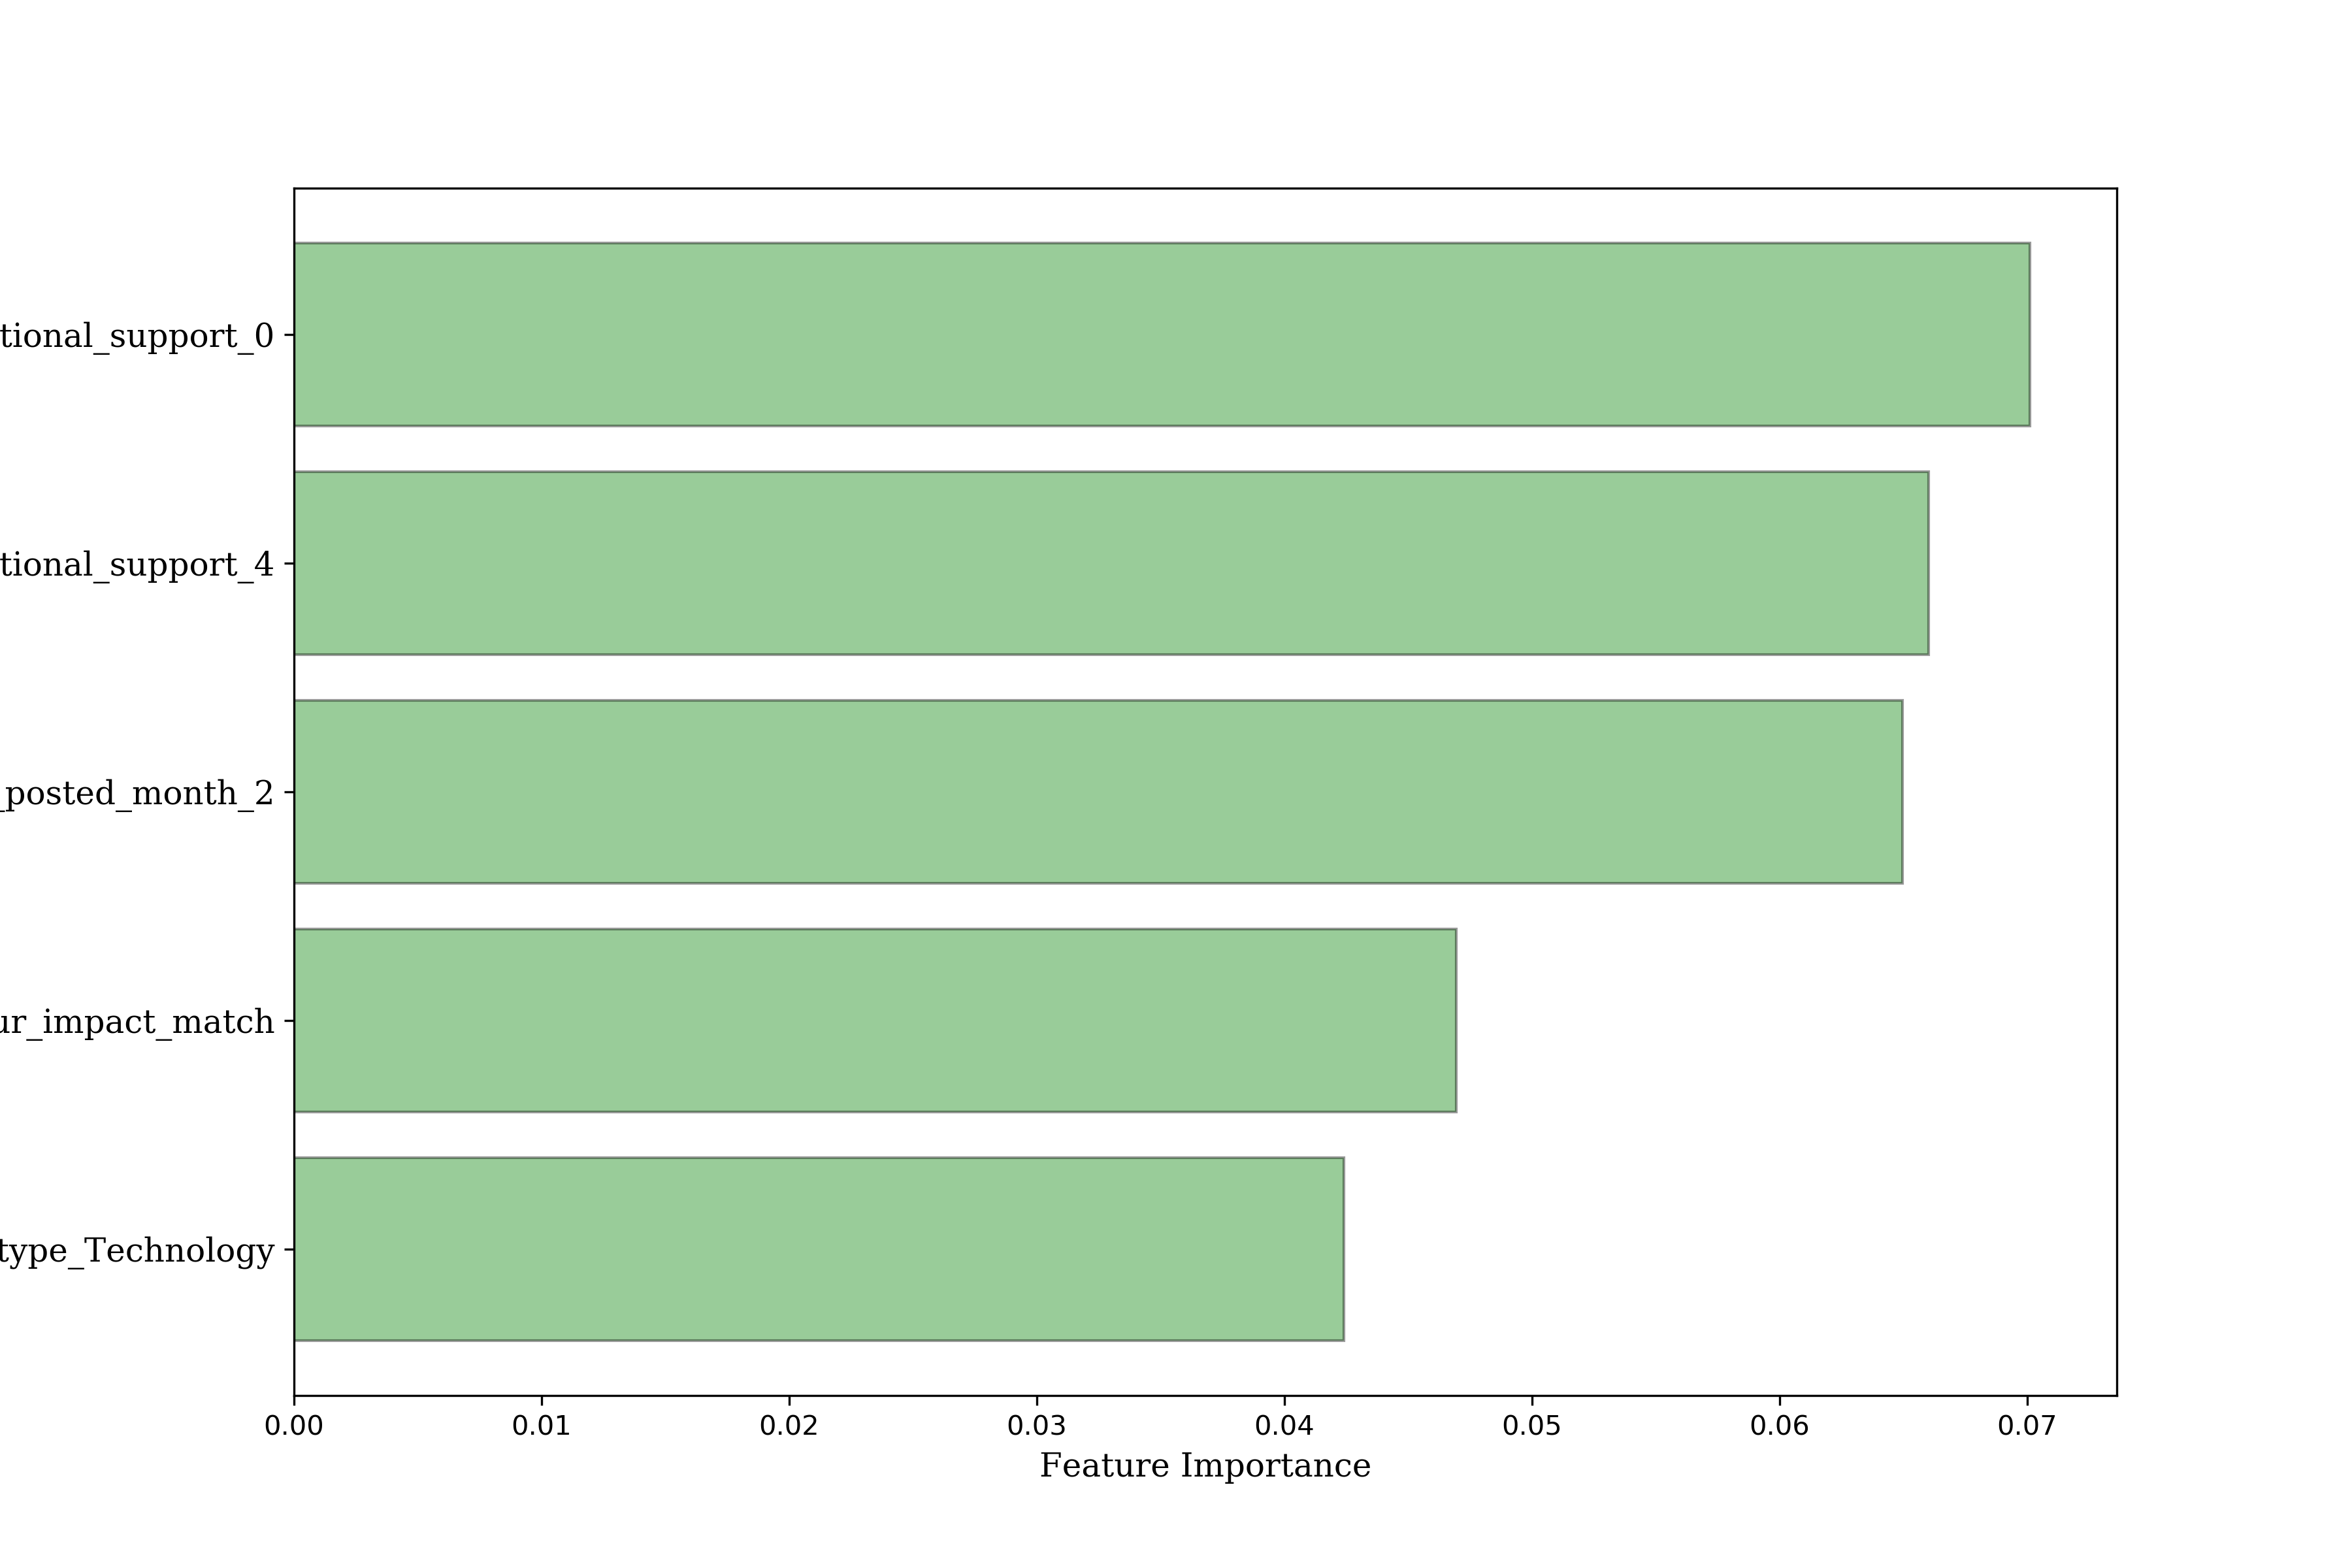 tional_support_0
tional_support_4
_posted_month_2
ur_impact_match
type_Technology
0.00 0.01 0.02 0.03 0.04 0.05 0.06 0.07
Feature Importance